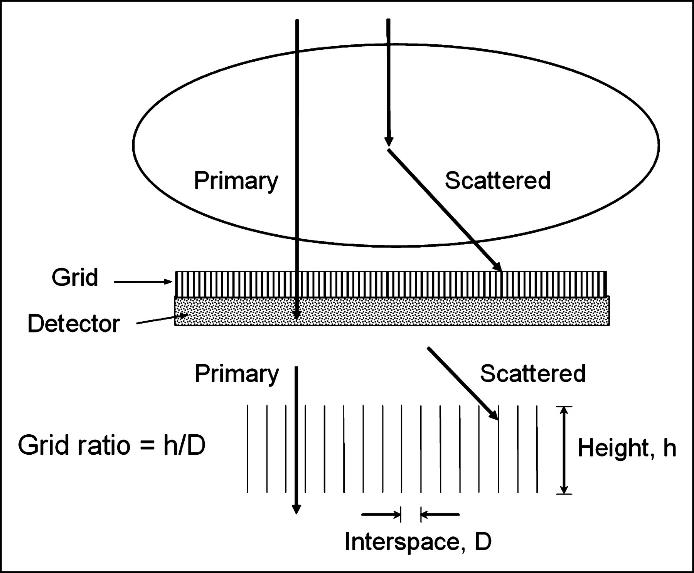 Primary
Scattered
Grid
Detector
Primary
Scattered
Grid ratio = h/D
Height, h
Interspace, D